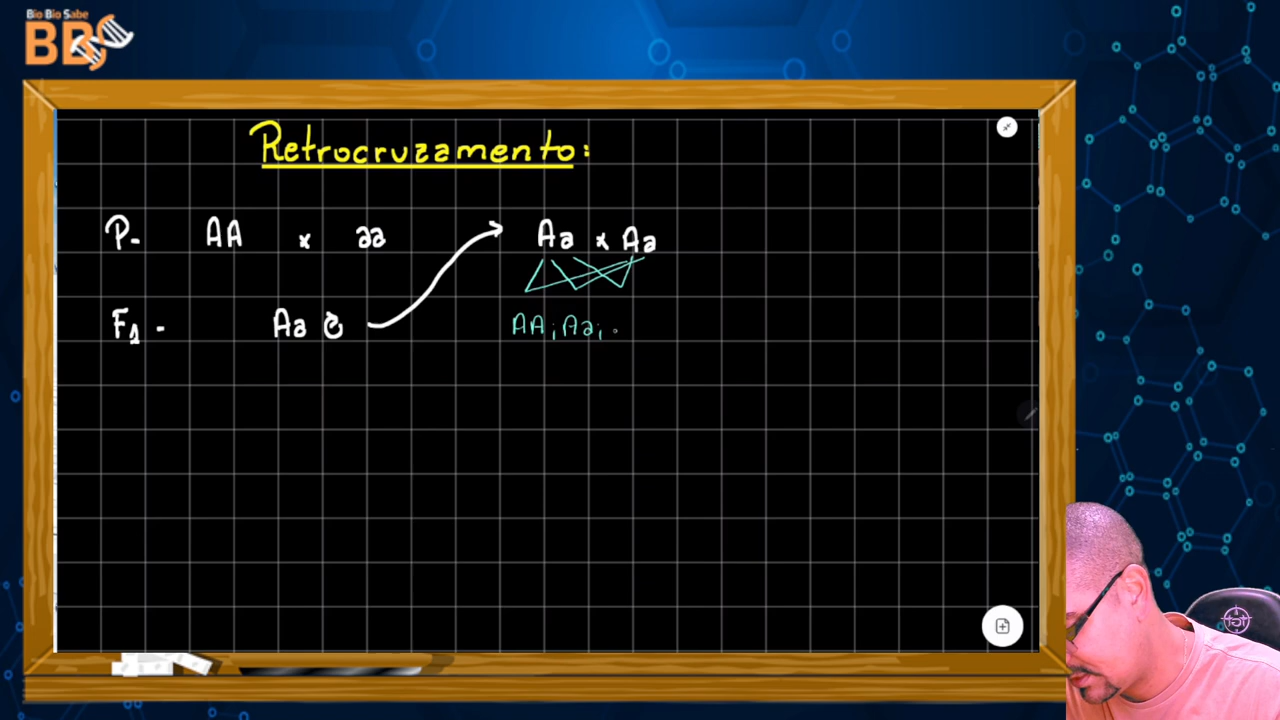 Bio Bio Sabe
BBS
Retrocruzamento:
P- AA x aa
Aa x Aa
F1 - Aa
AA; Aa;